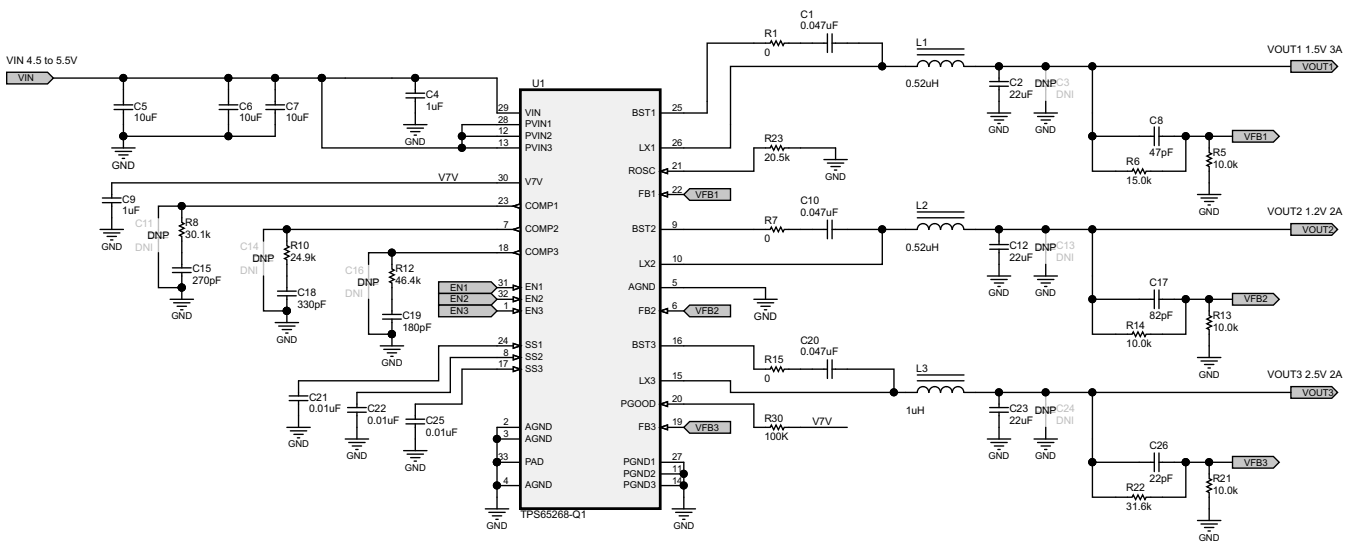 VIN 4.5 to 5.5V
VIN
C5
10uF
GND
C6
10uF
C7
10uF
C4
1uF
GND
V7V
C9
1uF
GND
C11
DNP
DNI
R8
30.1k
C15
270pF
GND
C14
DNP
DNI
R10
24.9k
C18
330pF
GND
C16
DNP
DNI
R12
46.4k
C19
180pF
GND
EN1
EN2
EN3
C21
0.01uF
GND
C22
0.01uF
GND
C25
0.01uF
GND
GND
U1
29 VIN
28 PVIN1
12 PVIN2
13 PVIN3
30 V7V
23 COMP1
7 COMP2
18 COMP3
31 EN1
32 EN2
1 EN3
24 SS1
8 SS2
17 SS3
2 AGND
3 AGND
33 PAD
4 AGND
BST1 25
LX1 26
ROSC 21
FB1 22
BST2 9
LX2 10
AGND 5
FB2 6
BST3 16
LX3 15
PGOOD 20
FB3 19
PGND1 27
PGND2 11
PGND3 14
TPS65268-Q1
GND
R1
0
C1
0.047uF
L1
0.52uH
C2
22uF
GND
DNP C3
DNI
GND
VOUT1 1.5V 3A
VOUT1
C8
47pF
R6
15.0k
R5
10.0k
GND
VFB1
R23
20.5k
GND
VFB1
R7
0
C10
0.047uF
L2
0.52uH
C12
22uF
GND
DNP C13
DNI
GND
VOUT2 1.2V 2A
VOUT2
C17
82pF
R14
10.0k
R13
10.0k
GND
VFB2
GND
VFB2
R15
0
C20
0.047uF
L3
1uH
C23
22uF
GND
DNP C24
DNI
GND
VOUT3 2.5V 2A
VOUT3
C26
22pF
R22
31.6k
R21
10.0k
GND
VFB3
R30
100K
V7V
VFB3